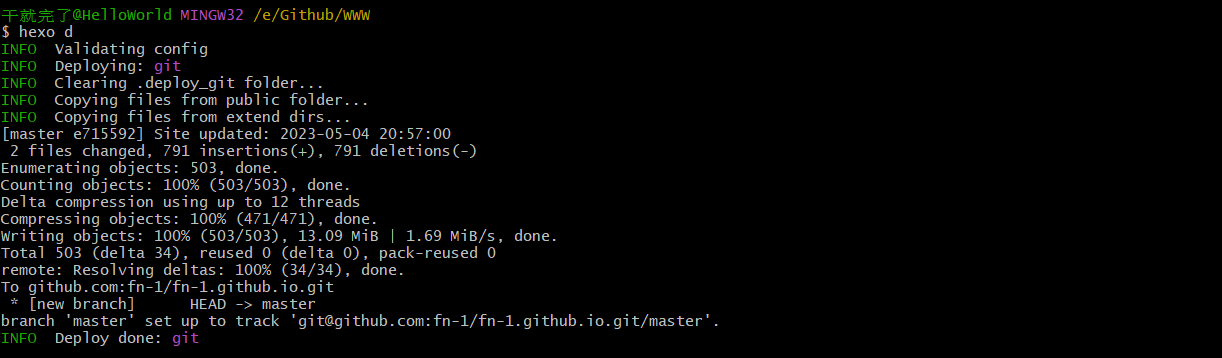 干就完了@HelloWorld MINGW32 /e/Github/WWW
$ hexo d
INFO  Validating config
INFO  Deploying: git
INFO  Clearing .deploy_git folder...
INFO  Copying files from public folder...
INFO  Copying files from extend dirs...
[master e715592] Site updated: 2023-05-04 20:57:00
 2 files changed, 791 insertions(+), 791 deletions(-)
Enumerating objects: 503, done.
Counting objects: 100% (503/503), done.
Delta compression using up to 12 threads
Compressing objects: 100% (471/471), done.
Writing objects: 100% (503/503), 13.09 MiB | 1.69 MiB/s, done.
Total 503 (delta 34), reused 0 (delta 0), pack-reused 0
remote: Resolving deltas: 100% (34/34), done.
To github.com:fn-1/fn-1.github.io.git
 * [new branch]      HEAD -> master
branch 'master' set up to track 'git@github.com:fn-1/fn-1.github.io.git/master'.
INFO  Deploy done: git